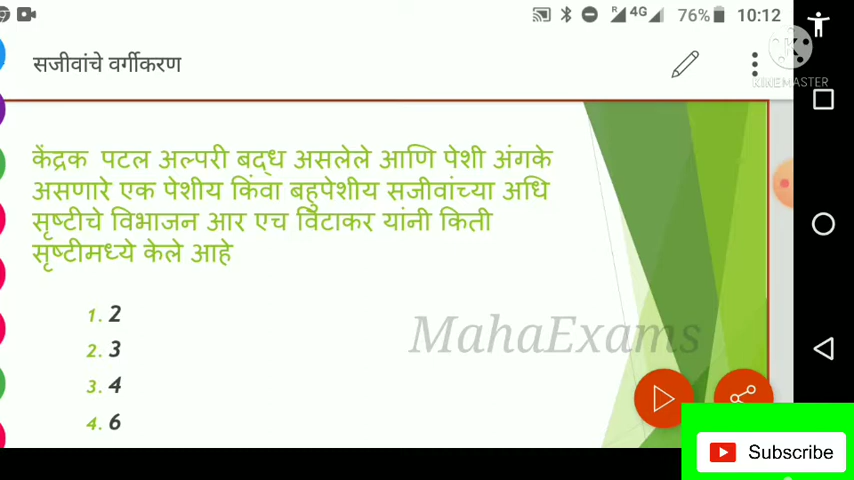 R 4G 76% 10:12
सजीवांचे वर्गीकरण
KINEMASTER
केंद्रक पटल अल्परी बद्ध असलेले आणि पेशी अंगके
असणारे एक पेशीय किंवा बहुपेशीय सजीवांच्या अधि
सृष्टीचे विभाजन आर एच विटाकर यांनी किती
सृष्टीमध्ये केले आहे
1. 2
2. 3
3. 4
4. 6
MahaExams
Subscribe